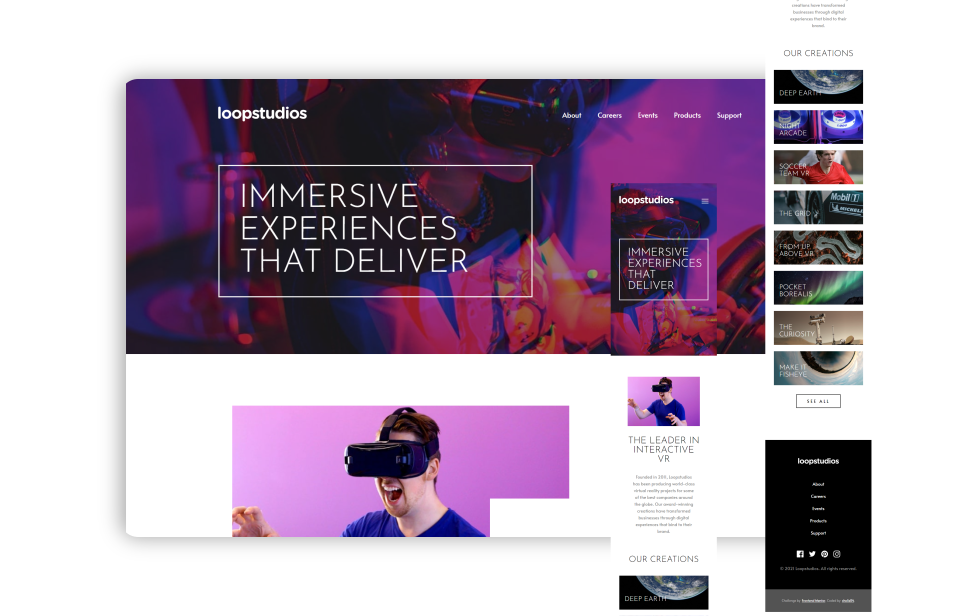 loopstudios
About Careers Events Products Support
IMMERSIVE
EXPERIENCES
THAT DELIVER
loopstudios
IMMERSIVE
EXPERIENCES
THAT
DELIVER
THE LEADER IN
INTERACTIVE
VR
Founded in 2011, Loopstudios
has been producing world-class
virtual reality projects for some
of the best companies around
the globe. Our award-winning
creations have transformed
businesses through digital
experiences that bind to their
brand.
OUR CREATIONS
DEEP EARTH
creations have transformed
businesses through digital
experiences that bind to their
brand.
OUR CREATIONS
DEEP EARTH
NIGHT
ARCADE
SOCCER
TEAM VR
THE GRID
Mobil 1
MICHELIN
FROM UP
ABOVE VR
POCKET
BOREALIS
THE
CURIOSITY
MAKE IT
FISHEYE
SEE ALL
loopstudios
About
Careers
Events
Products
Support
© 2021 Loopstudios. All rights reserved.
Challenge by Frontend Mentor. Coded by